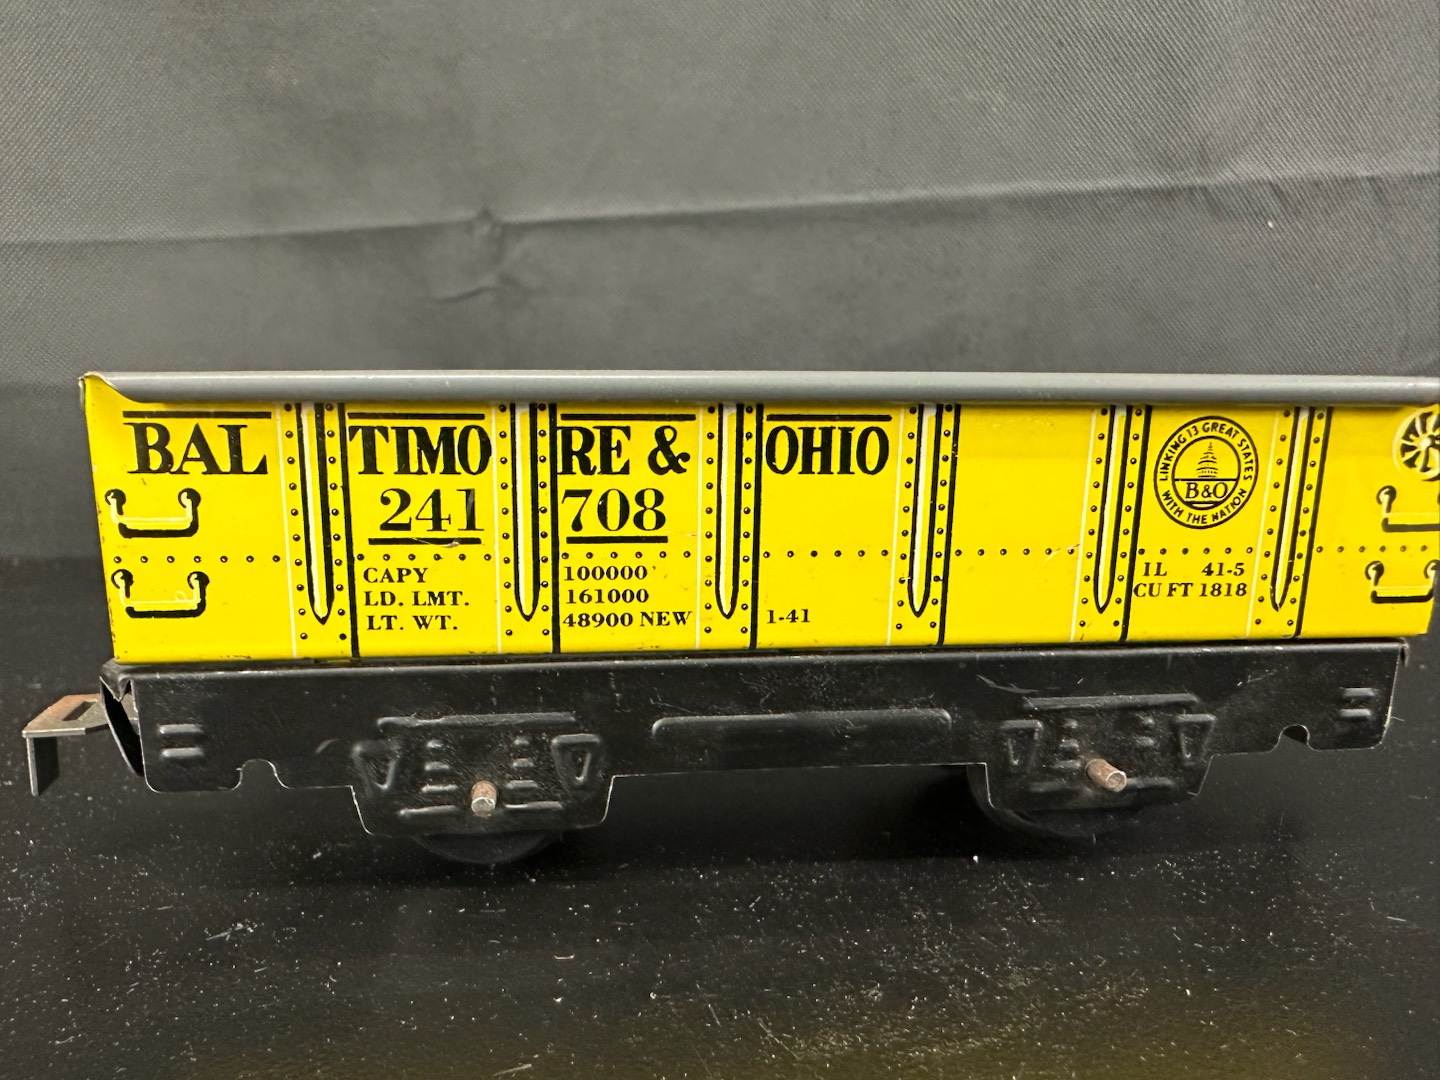 BALTIMORE & OHIO
241708
CAPY 100000
LD. LMT. 161000
LT. WT. 48900 NEW 1-41
LINKING 13 GREAT STATES
WITH THE NATION
B&O
IL 41-5
CU FT 1818